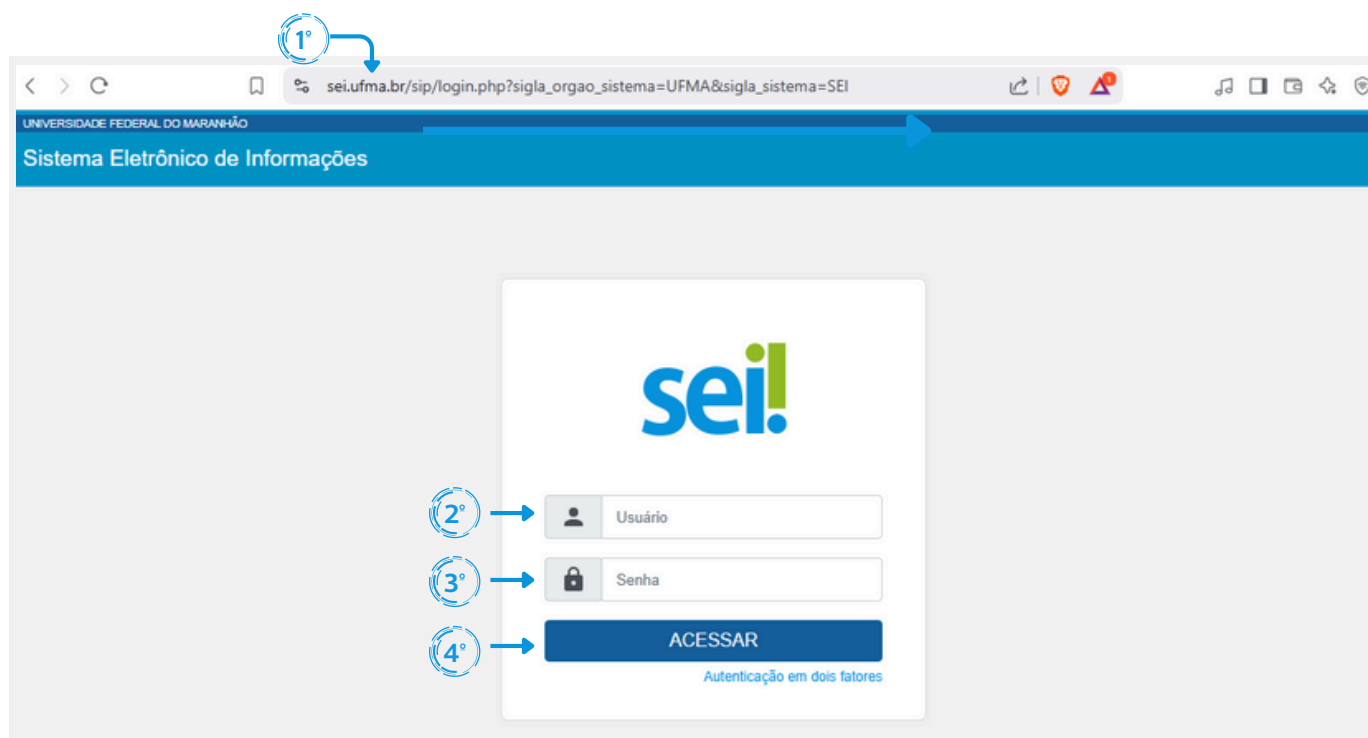 1°
sei.ufma.br/sip/login.php?sigla_orgao_sistema=UFMA&sigla_sistema=SEI
1
UNIVERSIDADE FEDERAL DO MARANHÃO
Sistema Eletrônico de Informações
sei!
2°
Usuário
3°
Senha
4°
ACESSAR
Autenticação em dois fatores